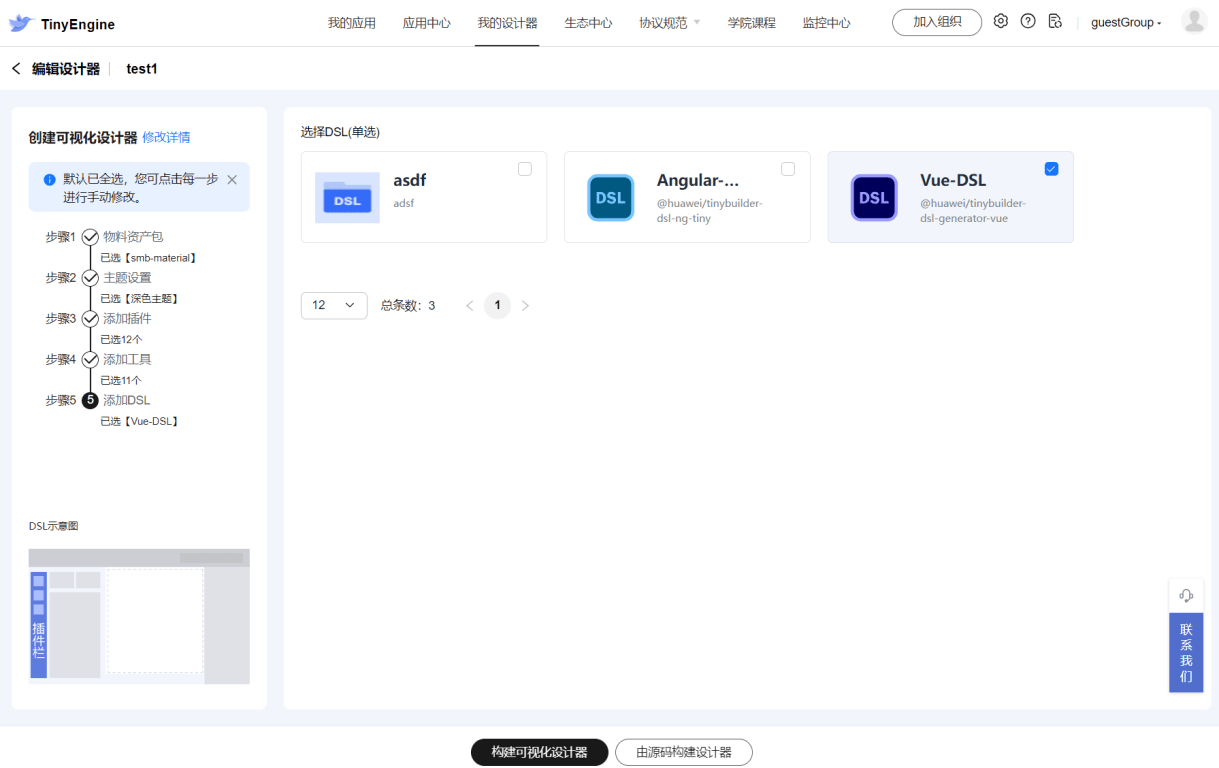 TinyEngine
我的应用
应用中心
我的设计器
生态中心
协议规范
学院课程
监控中心
加入组织
guestGroup
编辑设计器
test1
创建可视化设计器 修改详情
默认已全选，您可点击每一步
进行手动修改。
步骤1 物料资产包
已选【smb-material】
步骤2 主题设置
已选【深色主题】
步骤3 添加插件
已选12个
步骤4 添加工具
已选11个
步骤5 5 添加DSL
已选【Vue-DSL】
DSL示意图
插件栏
选择DSL(单选)
DSL
asdf
adsf
DSL
Angular-...
@huawei/tinybuilder-
dsl-ng-tiny
DSL
Vue-DSL
@huawei/tinybuilder-
dsl-generator-vue
12
总条数：3
1
联系我们
构建可视化设计器
由源码构建设计器